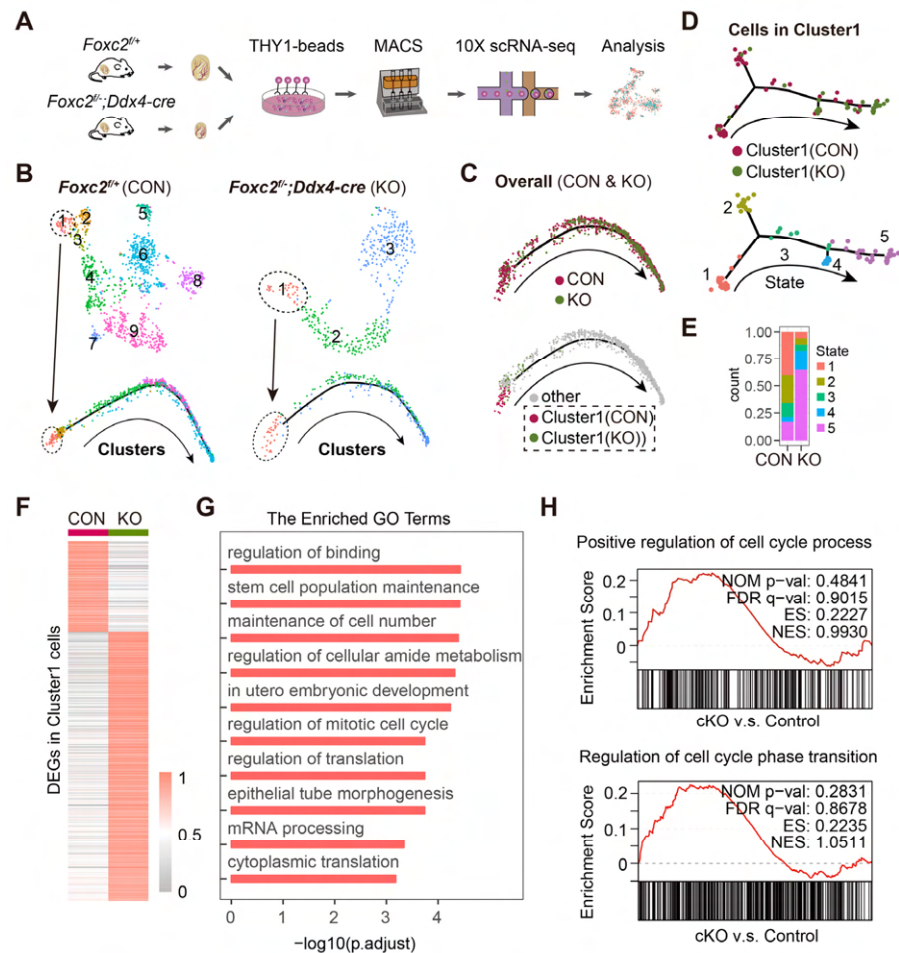 A
Foxc2f/+
Foxc2f/-;Ddx4-cre
THY1-beads
MACS
10X scRNA-seq
Analysis
B
Foxc2f/+ (CON)
Foxc2f/-;Ddx4-cre (KO)
1
2
3
4
5
6
7
8
9
1
2
3
Clusters
Clusters
C
Overall (CON & KO)
CON
KO
other
Cluster1(CON)
Cluster1(KO))
D
Cells in Cluster1
Cluster1(CON)
Cluster1(KO)
2
1
3
4
5
State
E
count
1.00
0.75
0.50
0.25
0.00
CON KO
State
1
2
3
4
5
F
CON KO
DEGs in Cluster1 cells
1
0.5
0
G
The Enriched GO Terms
regulation of binding
stem cell population maintenance
maintenance of cell number
regulation of cellular amide metabolism
in utero embryonic development
regulation of mitotic cell cycle
regulation of translation
epithelial tube morphogenesis
mRNA processing
cytoplasmic translation
0 1 2 3 4
−log10(p.adjust)
H
Positive regulation of cell cycle process
Enrichment Score
0.2
0.1
0
NOM p-val: 0.4841
FDR q-val: 0.9015
ES: 0.2227
NES: 0.9930
cKO v.s. Control
Regulation of cell cycle phase transition
Enrichment Score
0.2
0.1
0
NOM p-val: 0.2831
FDR q-val: 0.8678
ES: 0.2235
NES: 1.0511
cKO v.s. Control